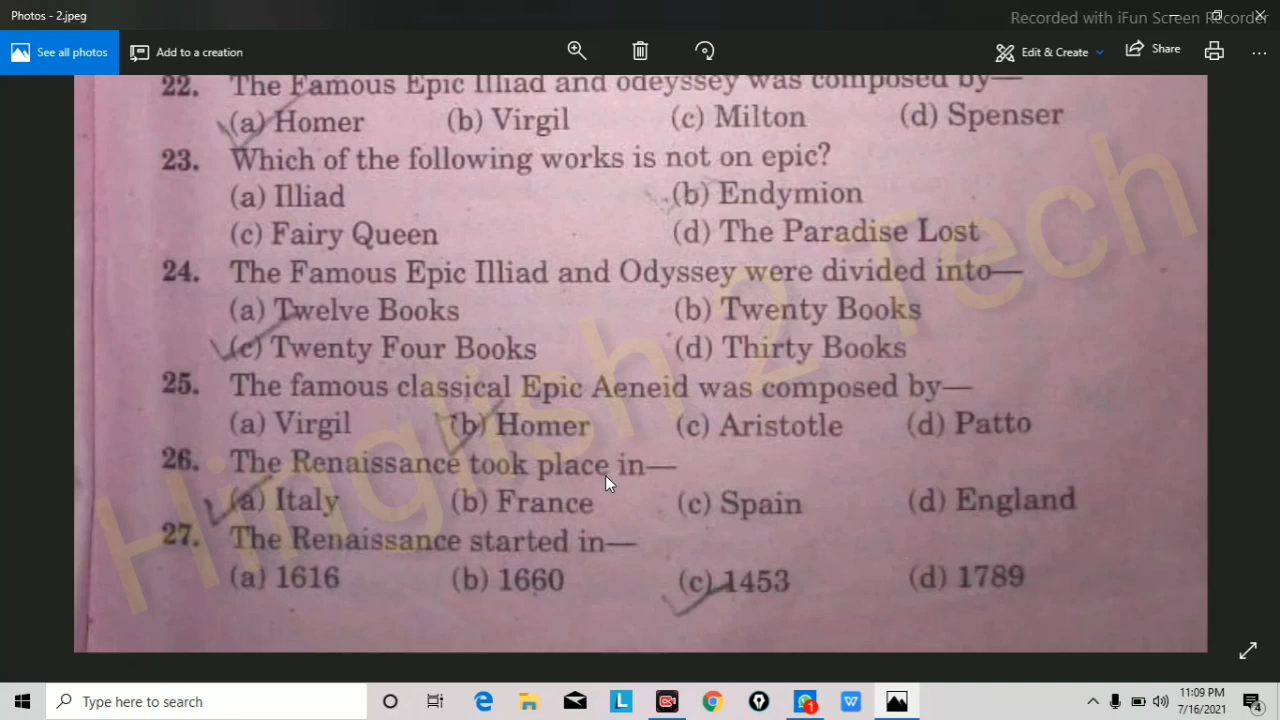 Photos - 2.jpeg
Recorded with iFun Screen Recorder
See all photos
Add to a creation
Edit & Create
Share
22. The Famous Epic Illiad and odeyssey was composed by—
(a) Homer (b) Virgil (c) Milton (d) Spenser
23. Which of the following works is not on epic?
(a) Illiad (b) Endymion
(c) Fairy Queen (d) The Paradise Lost
24. The Famous Epic Illiad and Odyssey were divided into—
(a) Twelve Books (b) Twenty Books
(c) Twenty Four Books (d) Thirty Books
25. The famous classical Epic Aeneid was composed by—
(a) Virgil (b) Homer (c) Aristotle (d) Patto
26. The Renaissance took place in—
(a) Italy (b) France (c) Spain (d) England
27. The Renaissance started in—
(a) 1616 (b) 1660 (c) 1453 (d) 1789
Hinglish 2 Tech
Type here to search
L
1
W
11:09 PM
7/16/2021
4